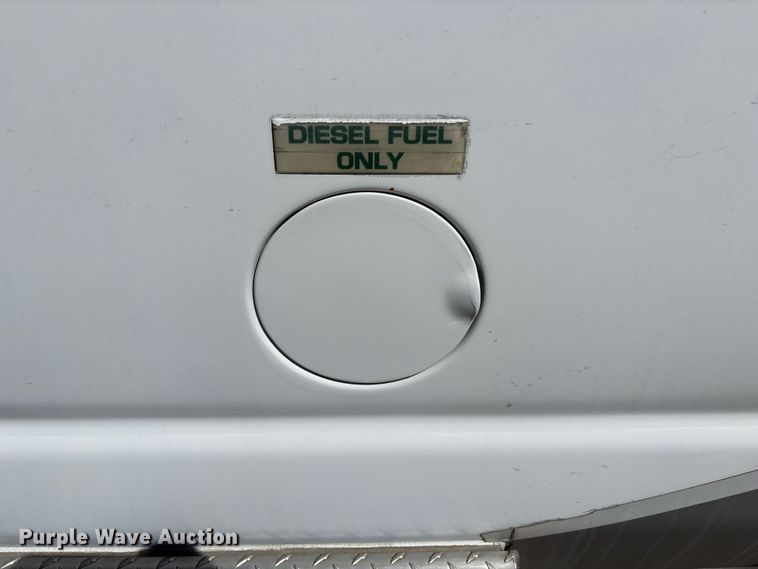 DIESEL FUEL
ONLY
Purple Wave Auction